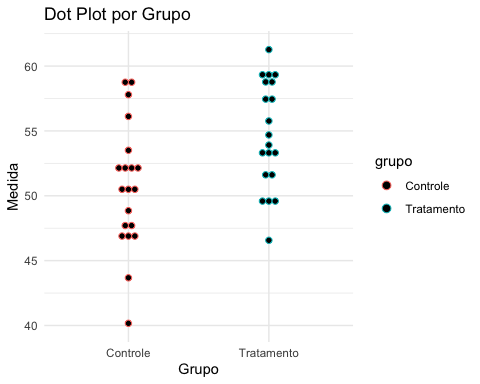 Dot Plot por Grupo
60
55
50
45
40
Medida
Controle
Tratamento
Grupo
grupo
Controle
Tratamento